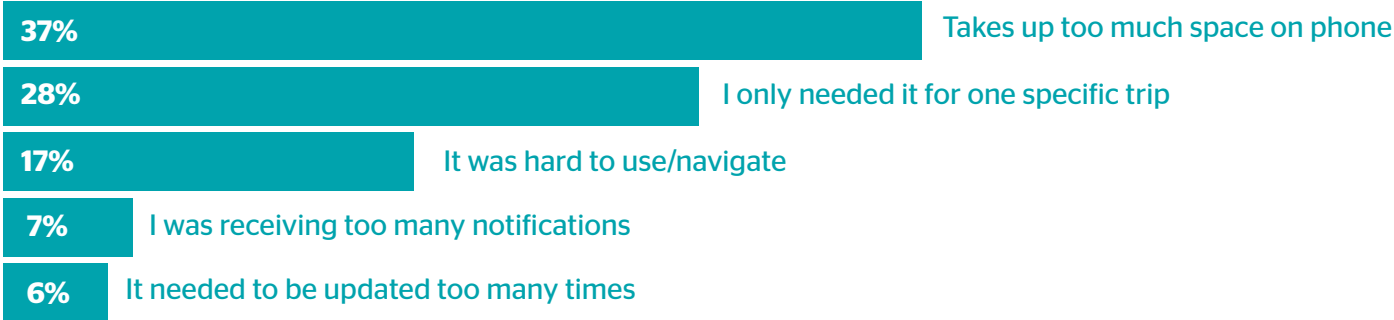 37% Takes up too much space on phone
28% I only needed it for one specific trip
17% It was hard to use/navigate
7% I was receiving too many notifications
6% It needed to be updated too many times